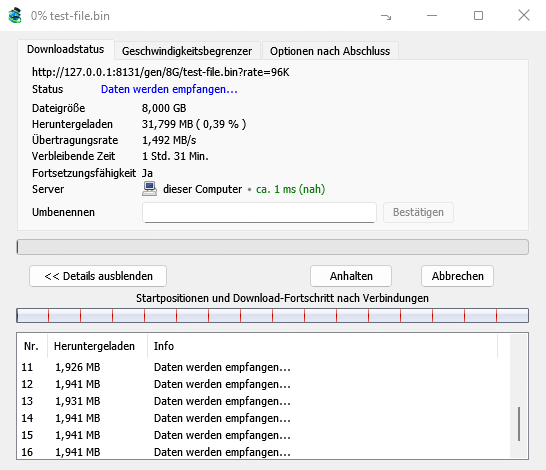 0% test-file.bin
Downloadstatus Geschwindigkeitsbegrenzer Optionen nach Abschluss
http://127.0.0.1:8131/gen/8G/test-file.bin?rate=96K
Status Daten werden empfangen...
Dateigröße 8,000 GB
Heruntergeladen 31,799 MB ( 0,39 % )
Übertragungsrate 1,492 MB/s
Verbleibende Zeit 1 Std. 31 Min.
Fortsetzungsfähigkeit Ja
Server dieser Computer • ca. 1 ms (nah)
Umbenennen Bestätigen
<< Details ausblenden Anhalten Abbrechen
Startpositionen und Download-Fortschritt nach Verbindungen
Nr. Heruntergeladen Info
11 1,926 MB Daten werden empfangen...
12 1,941 MB Daten werden empfangen...
13 1,931 MB Daten werden empfangen...
14 1,941 MB Daten werden empfangen...
15 1,941 MB Daten werden empfangen...
16 1,941 MB Daten werden empfangen...